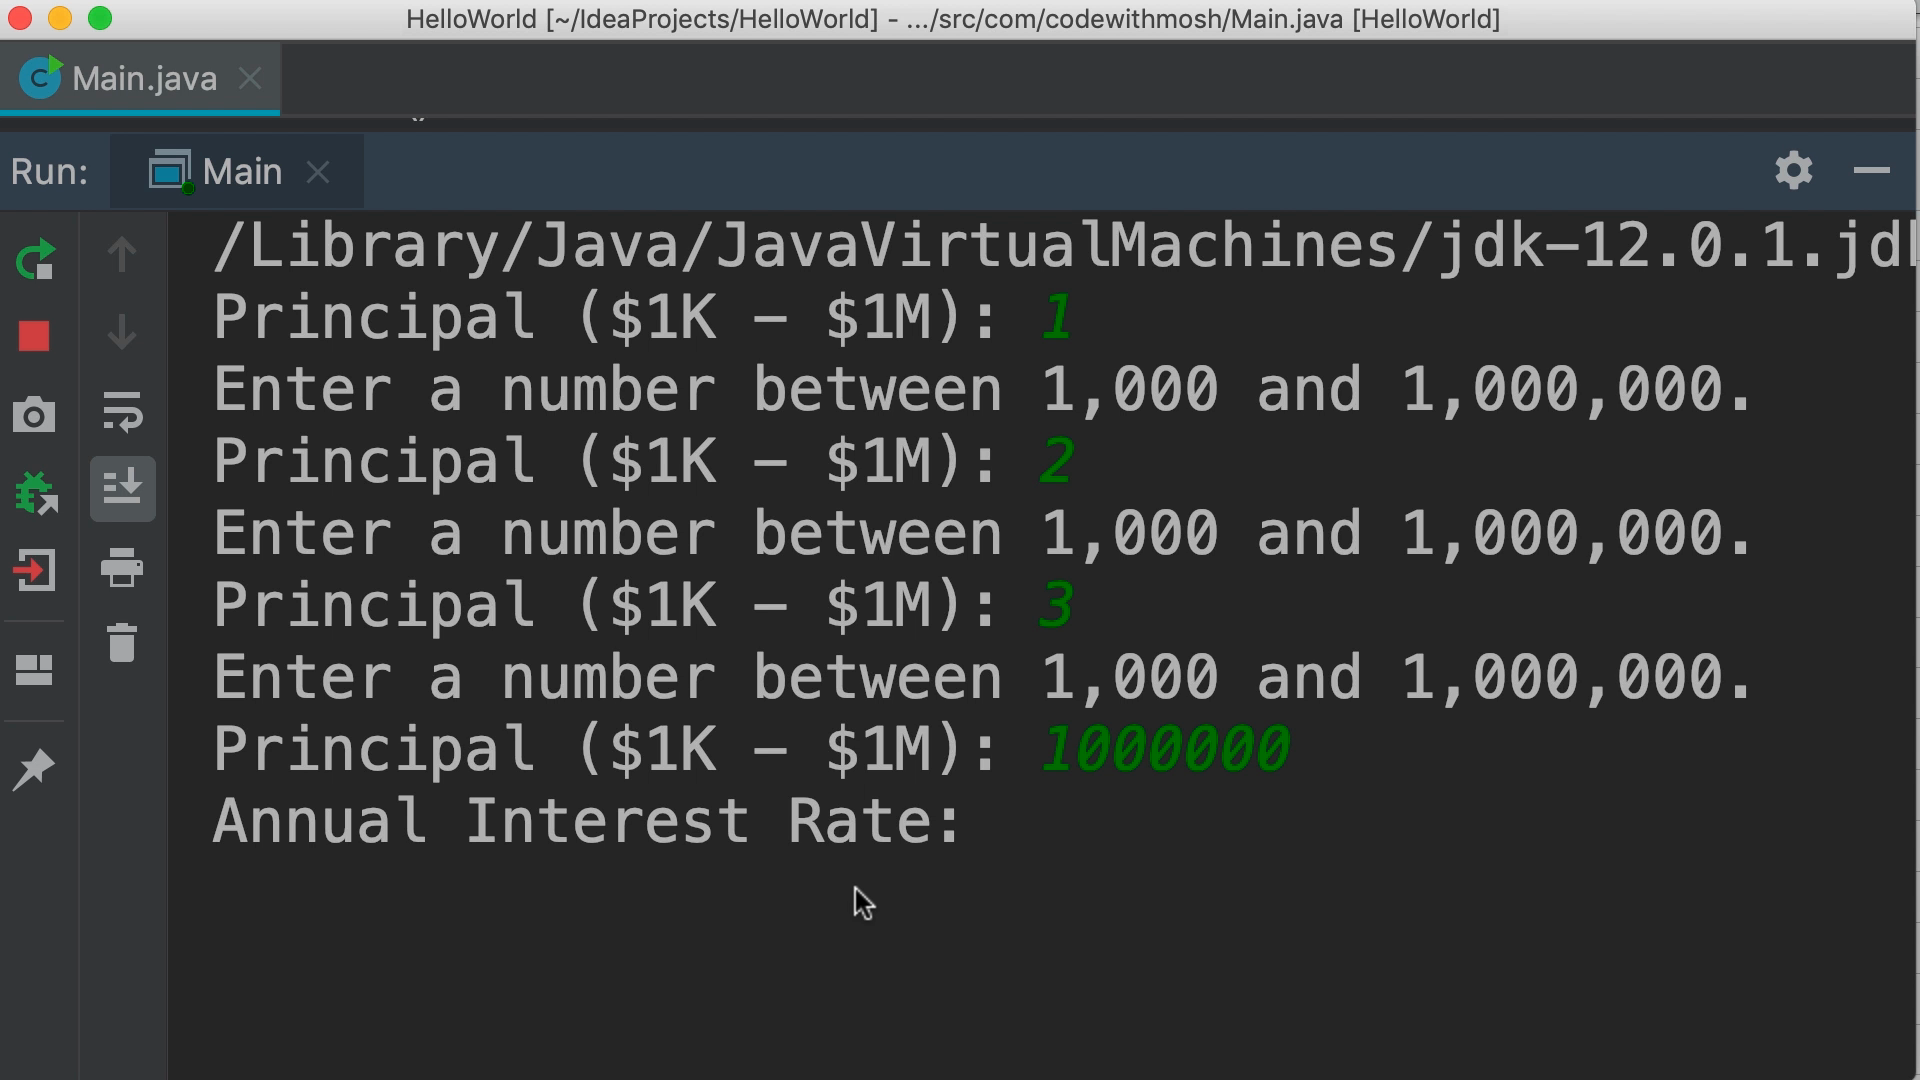 HelloWorld [~/IdeaProjects/HelloWorld] - .../src/com/codewithmosh/Main.java [HelloWorld]
Main.java
Run: Main
/Library/Java/JavaVirtualMachines/jdk-12.0.1.jd
Principal ($1K - $1M): 1
Enter a number between 1,000 and 1,000,000.
Principal ($1K - $1M): 2
Enter a number between 1,000 and 1,000,000.
Principal ($1K - $1M): 3
Enter a number between 1,000 and 1,000,000.
Principal ($1K - $1M): 1000000
Annual Interest Rate: